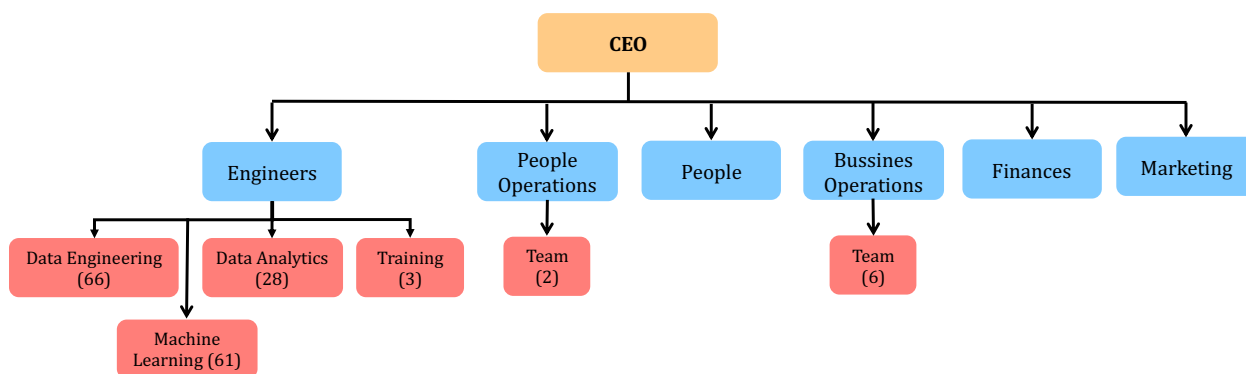 CEO
Engineers
People
Operations
People
Bussines
Operations
Finances
Marketing
Data Engineering
(66)
Data Analytics
(28)
Training
(3)
Team
(2)
Team
(6)
Machine
Learning (61)